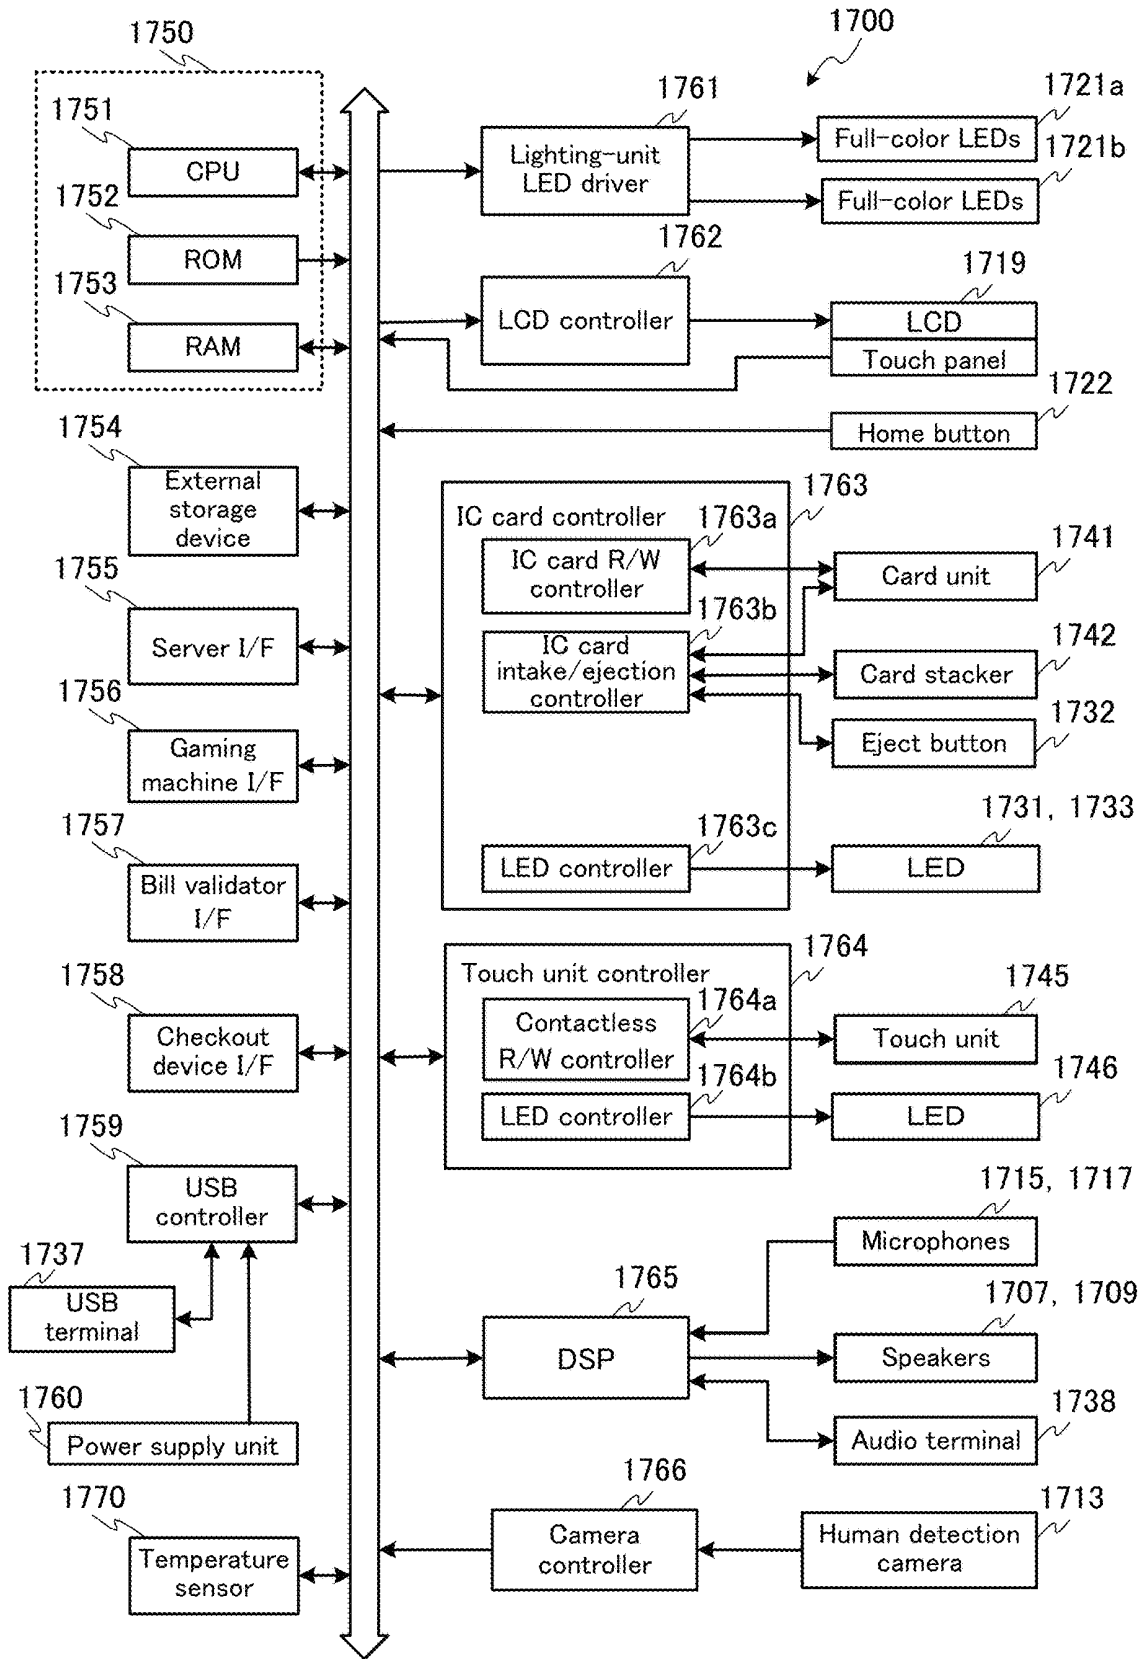 1700
1750
1751
CPU
1752
ROM
1753
RAM
1761
Lighting-unit
LED driver
1721a
Full-color LEDs
1721b
Full-color LEDs
1762
LCD controller
1719
LCD
Touch panel
1722
Home button
1754
External
storage
device
1755
Server I/F
1756
Gaming
machine I/F
1757
Bill validator
I/F
1758
Checkout
device I/F
1759
USB
controller
1737
USB
terminal
1760
Power supply unit
1770
Temperature
sensor
1763
IC card controller
1763a
IC card R/W
controller
1763b
IC card
intake/ejection
controller
1763c
LED controller
1741
Card unit
1742
Card stacker
1732
Eject button
1731, 1733
LED
1764
Touch unit controller
1764a
Contactless
R/W controller
1764b
LED controller
1745
Touch unit
1746
LED
1765
DSP
1715, 1717
Microphones
1707, 1709
Speakers
1738
Audio terminal
1766
Camera
controller
1713
Human detection
camera